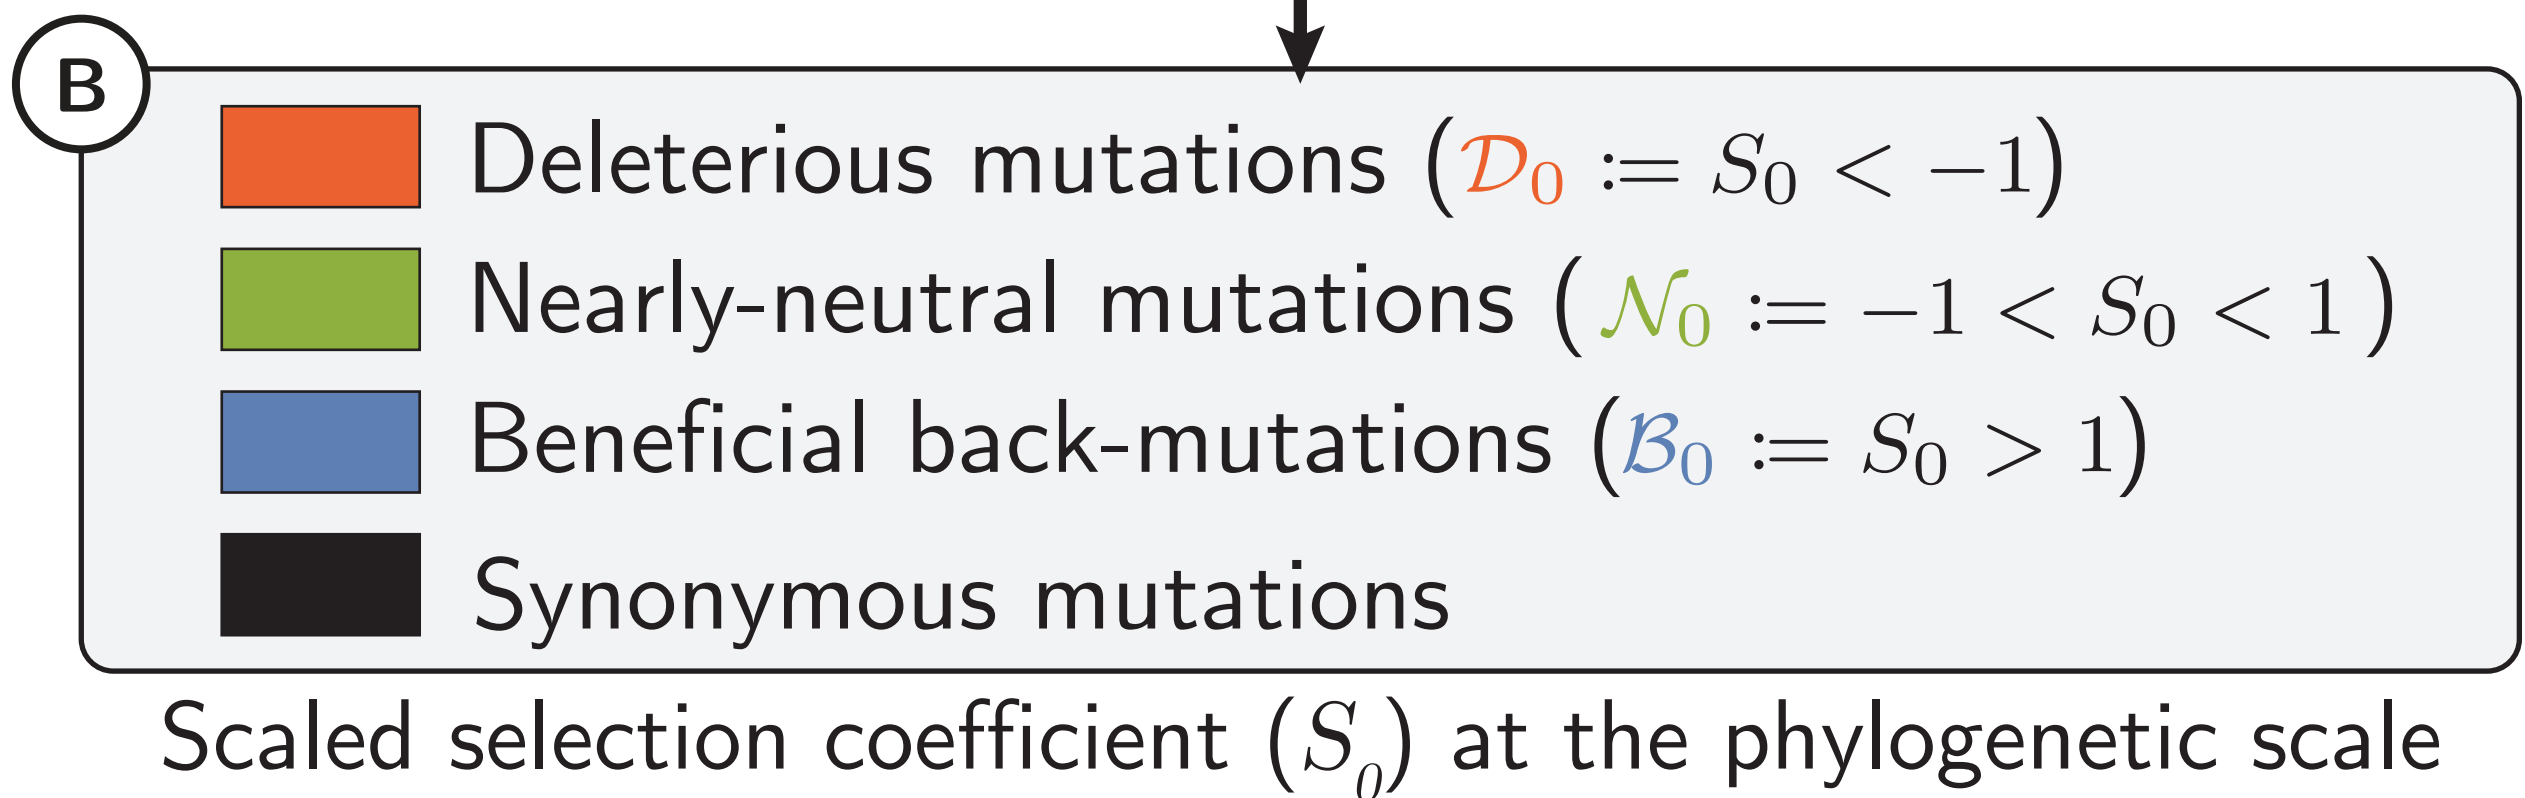 B
Deleterious mutations (𝒟₀ := S₀ < −1)
Nearly-neutral mutations ( 𝒩₀ := −1 < S₀ < 1 )
Beneficial back-mutations (ℬ₀ := S₀ > 1)
Synonymous mutations
Scaled selection coefficient (S₀) at the phylogenetic scale